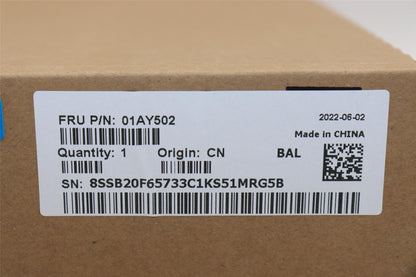 FRU P/N: 01AY502
2022-06-02
Made in CHINA
Quantity: 1 Origin: CN BAL
SN: 8SSB20F65733C1KS51MRG5B